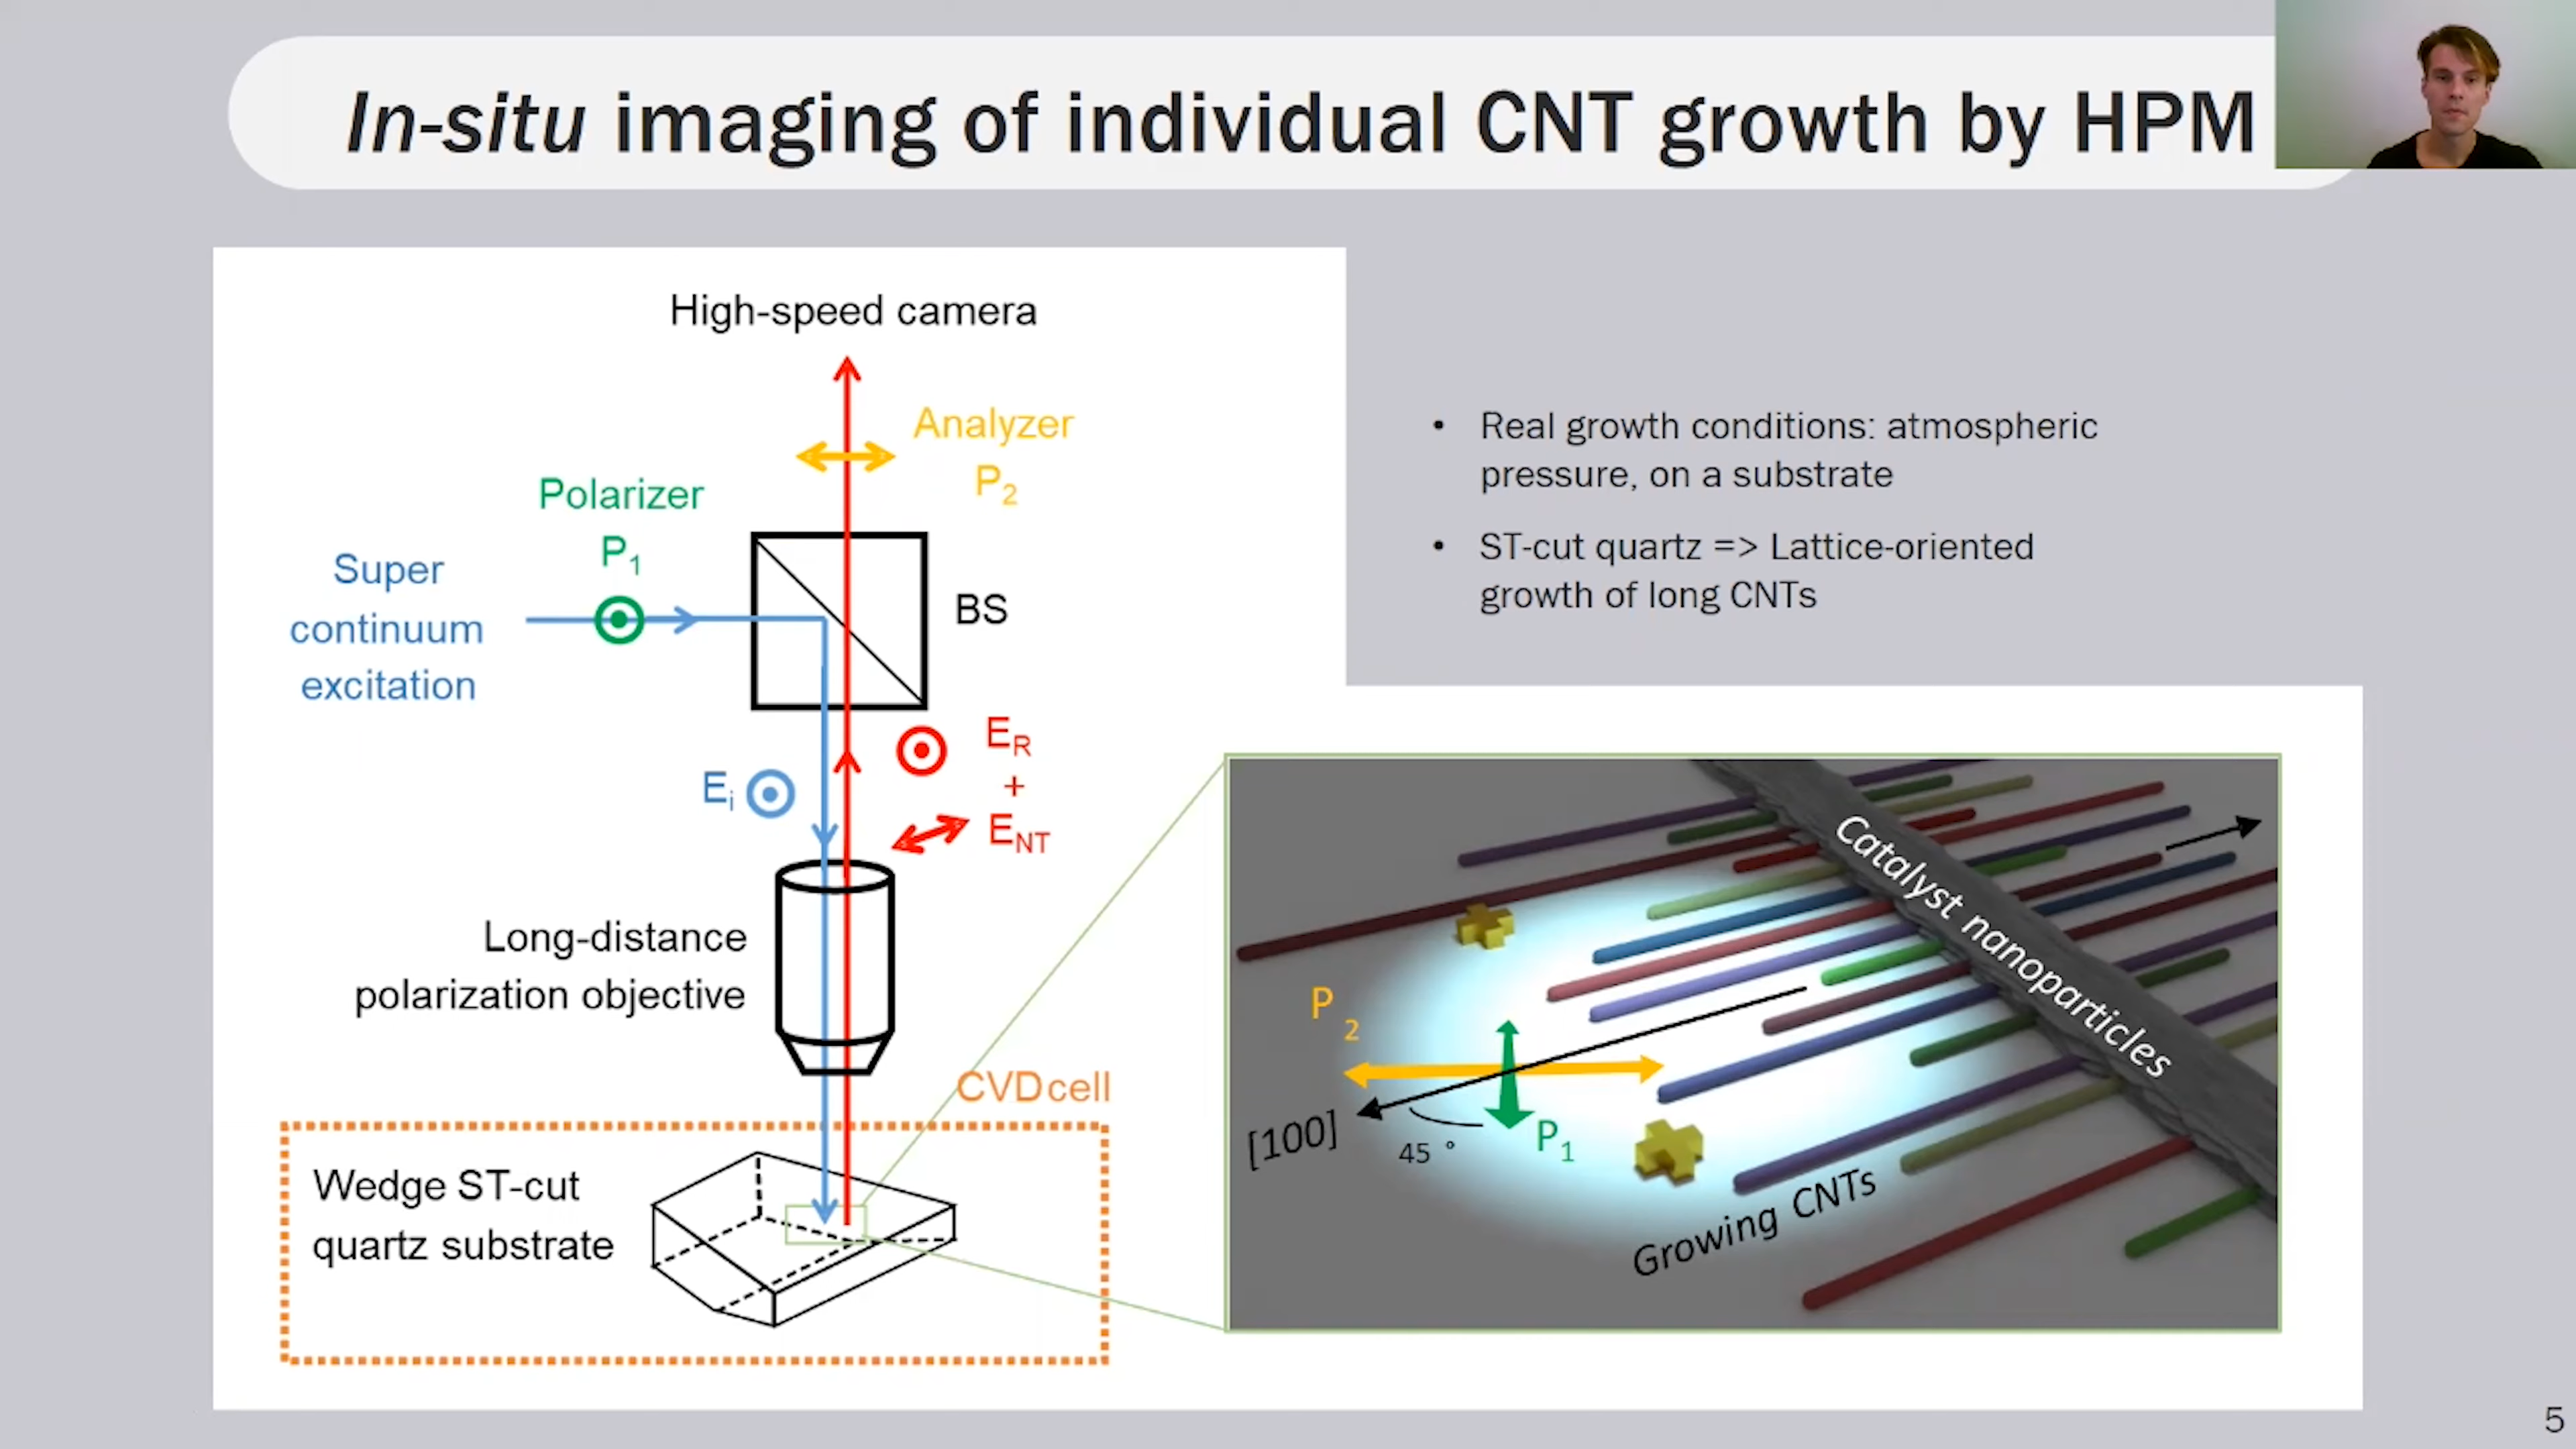 In-situ imaging of individual CNT growth by HPM
High-speed camera
Analyzer
P2
Polarizer
P1
Super
continuum
excitation
BS
ER
+
ENT
Ei
Long-distance
polarization objective
CVD cell
Wedge ST-cut
quartz substrate
• Real growth conditions: atmospheric
pressure, on a substrate
• ST-cut quartz => Lattice-oriented
growth of long CNTs
Catalyst nanoparticles
P 2
[100]
45 °
P1
Growing CNTs
5